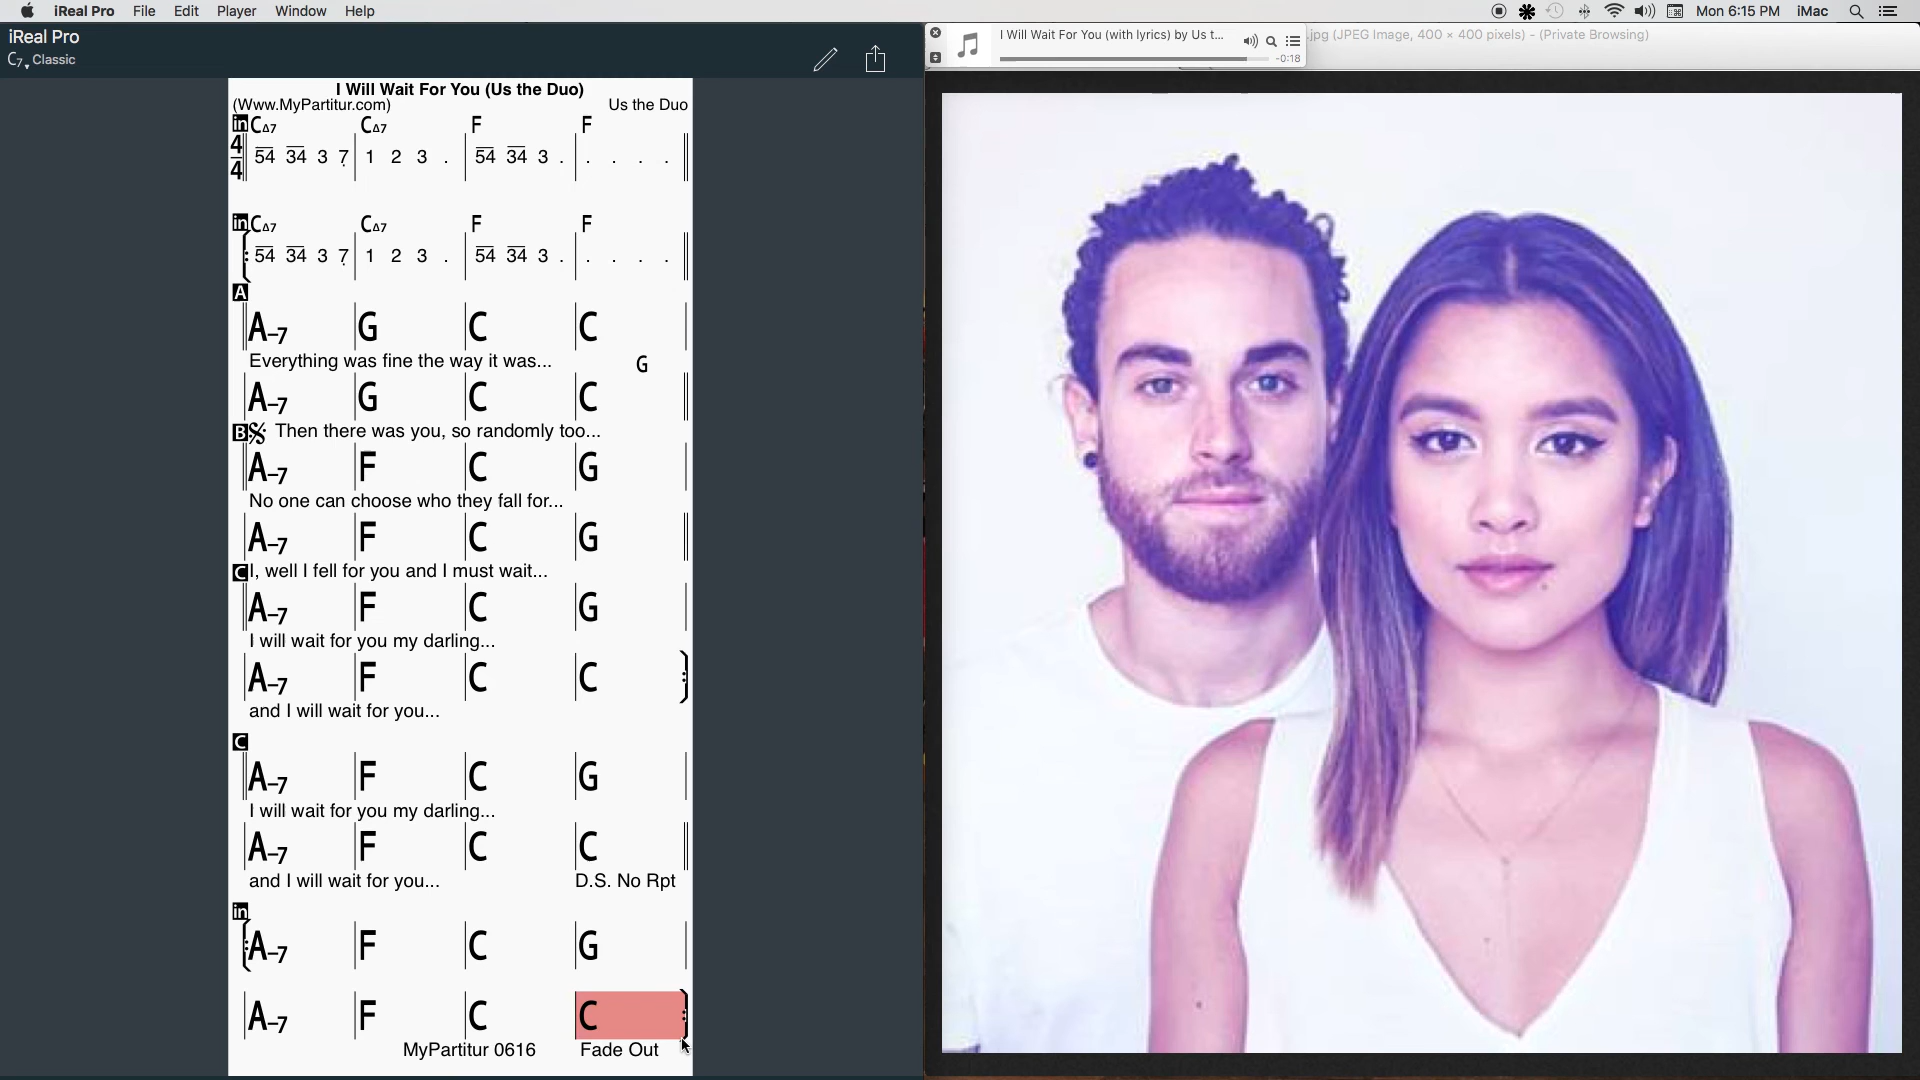 iReal Pro File Edit Player Window Help Mon 6:15 PM iMac
iReal Pro
C7 Classic
I Will Wait For You (with lyrics) by Us t...
-0:18
.jpg (JPEG Image, 400 × 400 pixels) - (Private Browsing)
I Will Wait For You (Us the Duo)
(Www.MyPartitur.com) Us the Duo
in CΔ7 CΔ7 F F
4/4 54 34 3 7 1 2 3 . 54 34 3 . . . . .
in CΔ7 CΔ7 F F
54 34 3 7 1 2 3 . 54 34 3 . . . . .
A
A–7 G C C
Everything was fine the way it was... G
A–7 G C C
B Then there was you, so randomly too...
A–7 F C G
No one can choose who they fall for...
A–7 F C G
C I, well I fell for you and I must wait...
A–7 F C G
I will wait for you my darling...
A–7 F C C
and I will wait for you...
C
A–7 F C G
I will wait for you my darling...
A–7 F C C
and I will wait for you... D.S. No Rpt
in
A–7 F C G
A–7 F C C
MyPartitur 0616 Fade Out